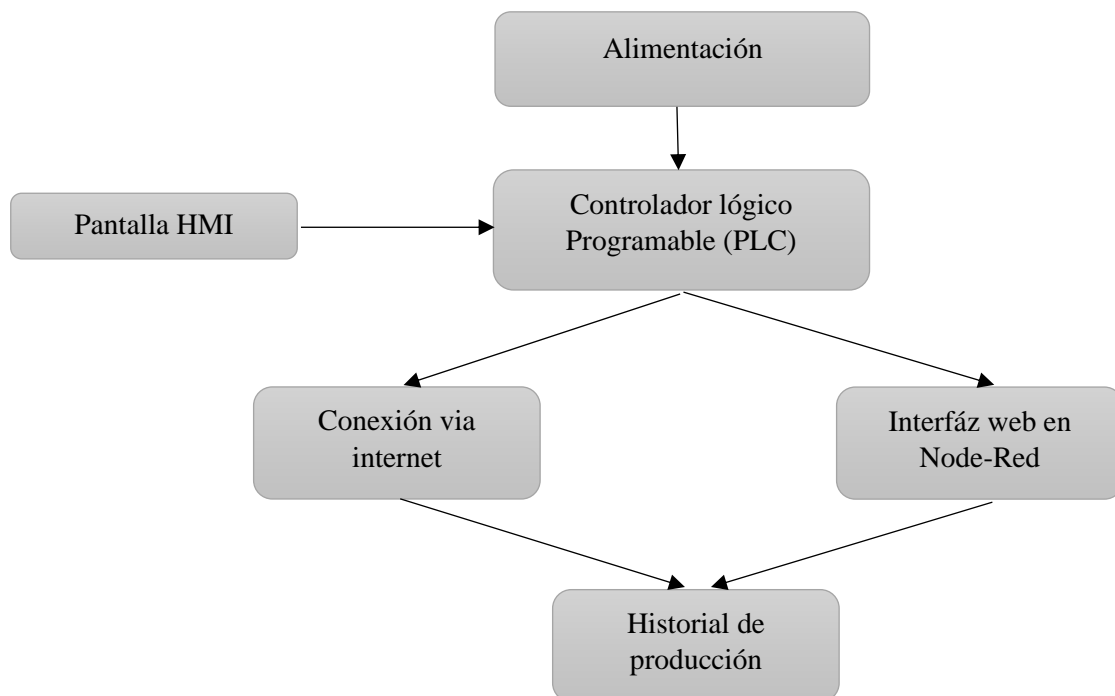 Alimentación
Pantalla HMI
Controlador lógico
Programable (PLC)
Conexión via
internet
Interfáz web en
Node-Red
Historial de
producción